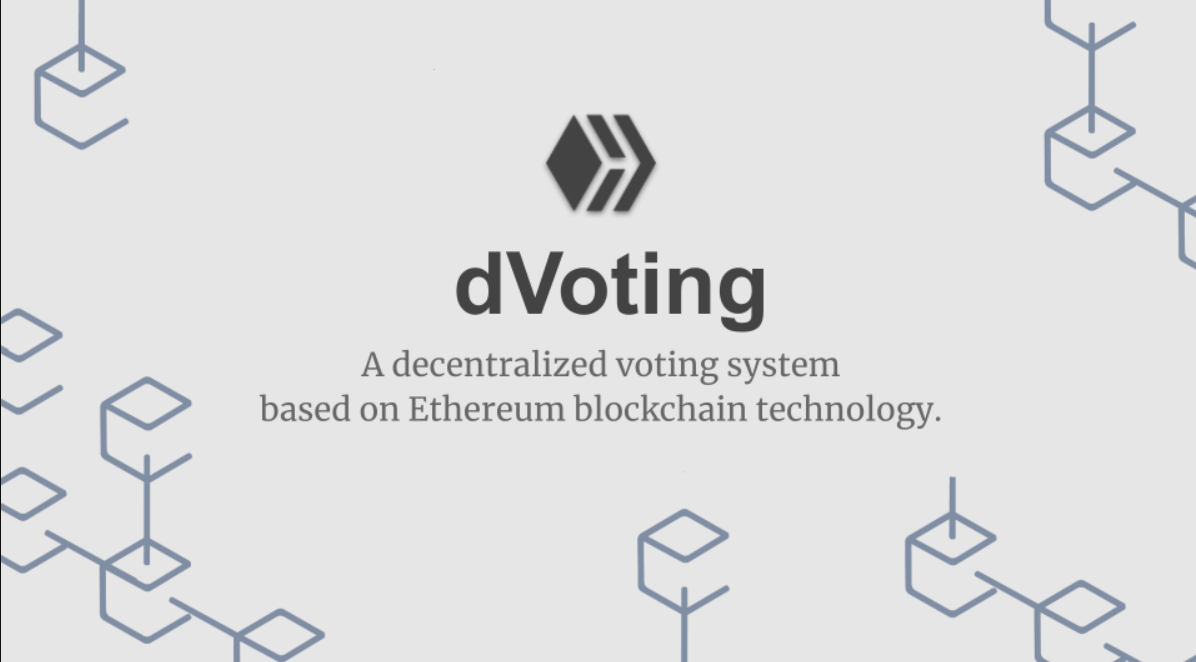 dVoting
A decentralized voting system
based on Ethereum blockchain technology.